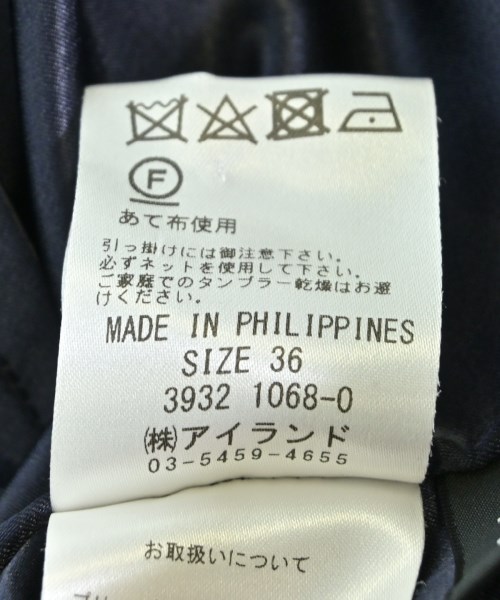 F
あて布使用
引っ掛けには御注意下さい。
必ずネットを使用して下さい。
ご家庭でのタンブラー乾燥はお避
けください。
MADE IN PHILIPPINES
SIZE 36
3932 1068-0
㈱アイランド
03-5459-4655
お取扱いについて